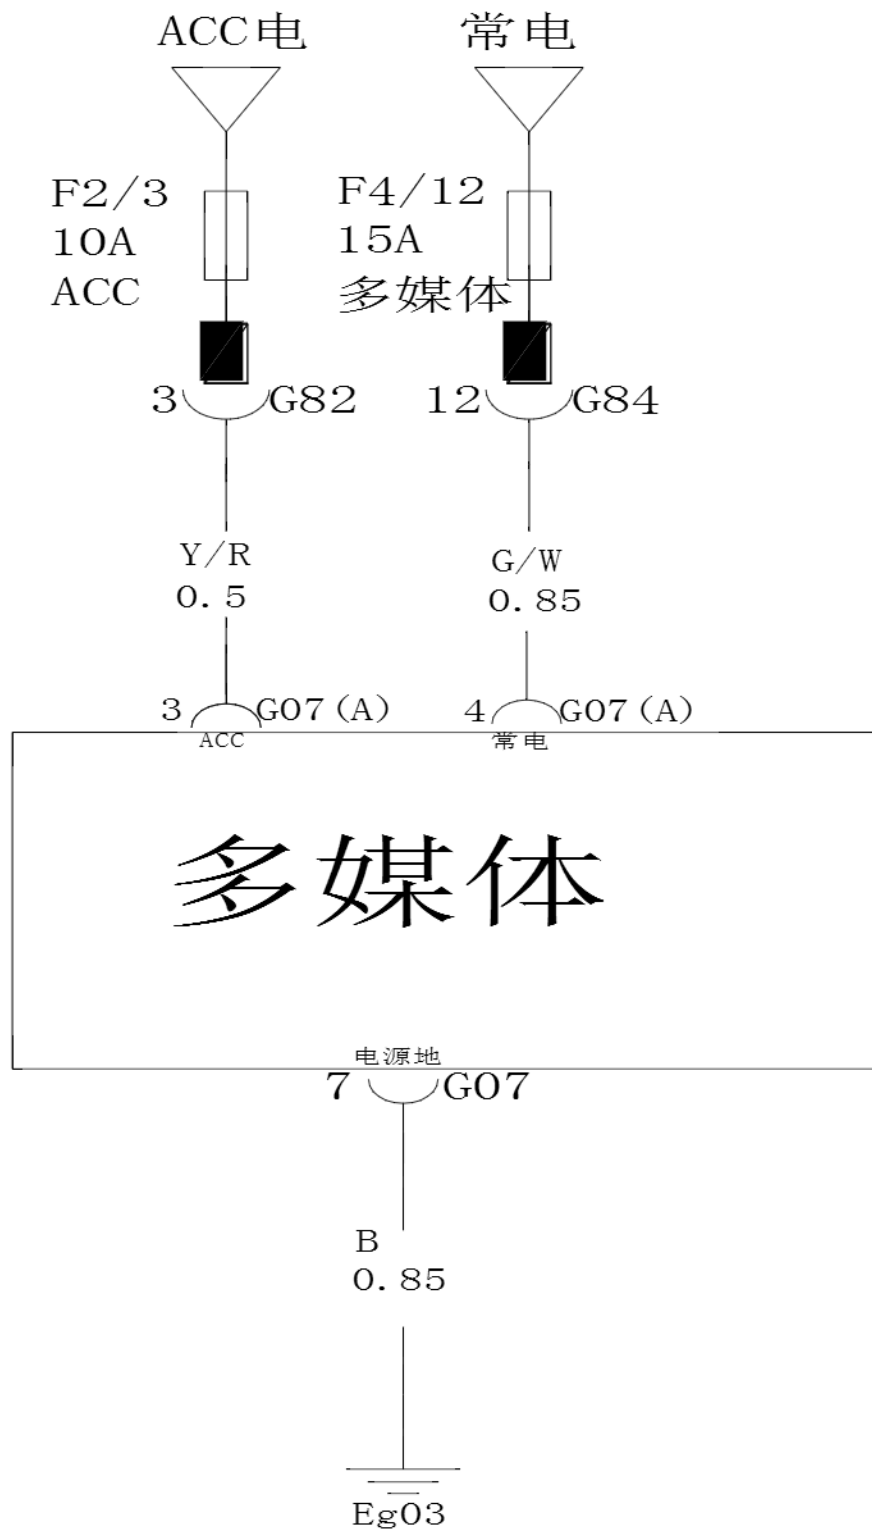 ACC电
常电
F2/3
10A
ACC
F4/12
15A
多媒体
3
G82
12
G84
Y/R
0.5
G/W
0.85
3
G07(A)
4
G07(A)
ACC
常电
多媒体
电源地
7
G07
B
0.85
Eg03